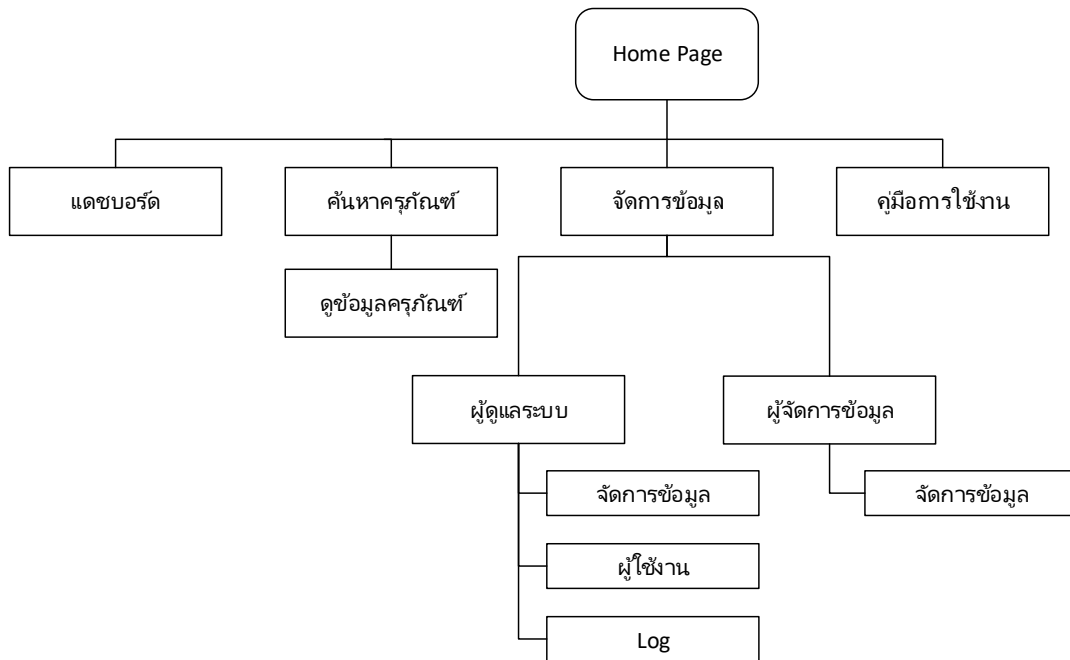 Home Page
แดชบอร์ด
ค้นหาครุภัณฑ์
จัดการข้อมูล
คู่มือการใช้งาน
ดูข้อมูลครุภัณฑ์
ผู้ดูแลระบบ
ผู้จัดการข้อมูล
จัดการข้อมูล
จัดการข้อมูล
ผู้ใช้งาน
Log